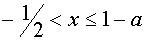 - 1/2 < x ≤ 1 - a